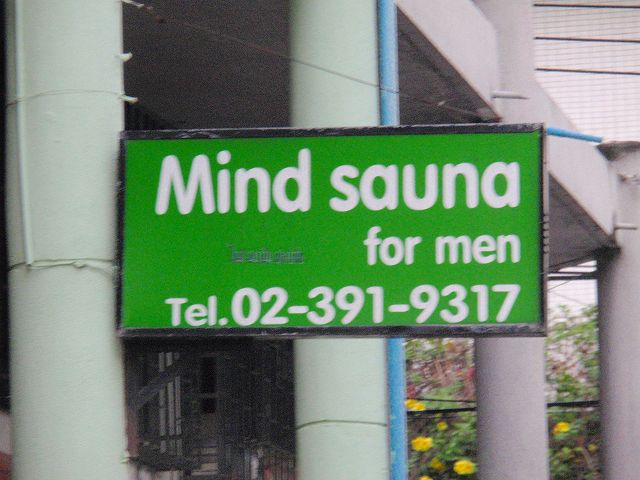 Mind sauna
for men
Tel. 02-391-9317